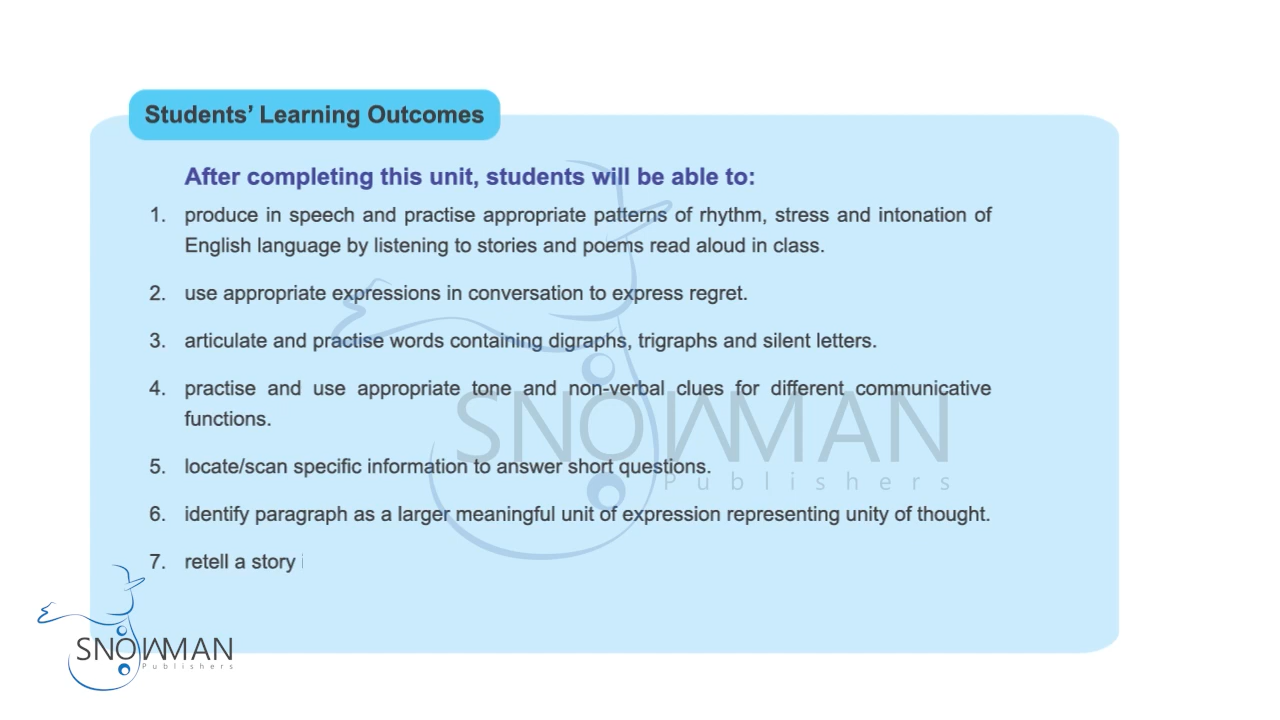 Students' Learning Outcomes
After completing this unit, students will be able to:
1. produce in speech and practise appropriate patterns of rhythm, stress and intonation of
English language by listening to stories and poems read aloud in class.
2. use appropriate expressions in conversation to express regret.
3. articulate and practise words containing digraphs, trigraphs and silent letters.
4. practise and use appropriate tone and non-verbal clues for different communicative
functions.
SNOWMAN
5. locate/scan specific information to answer short questions.
Publishers
6. identify paragraph as a larger meaningful unit of expression representing unity of thought.
7. retell a story
SNOWMAN
Publishers